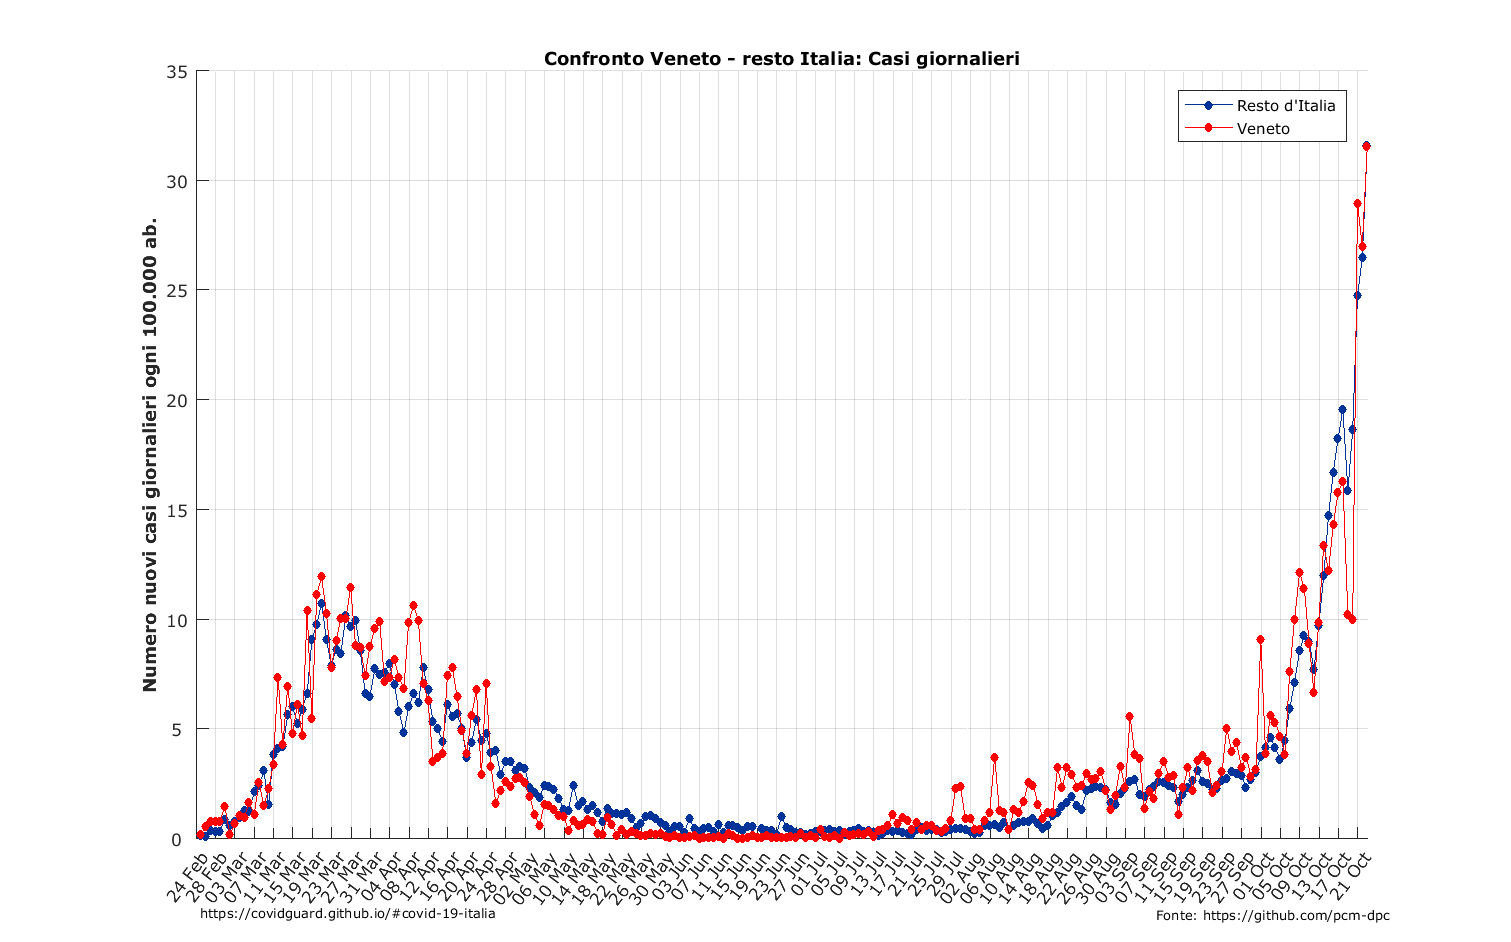 Confronto Veneto - resto Italia: Casi giornalieri
Numero nuovi casi giornalieri ogni 100.000 ab.
35
30
25
20
15
10
5
0
Resto d'Italia
Veneto
24 Feb
28 Feb
03 Mar
07 Mar
11 Mar
15 Mar
19 Mar
23 Mar
27 Mar
31 Mar
04 Apr
08 Apr
12 Apr
16 Apr
20 Apr
24 Apr
28 Apr
02 May
06 May
10 May
14 May
18 May
22 May
26 May
30 May
03 Jun
07 Jun
11 Jun
15 Jun
19 Jun
23 Jun
27 Jun
01 Jul
05 Jul
09 Jul
13 Jul
17 Jul
21 Jul
25 Jul
29 Jul
02 Aug
06 Aug
10 Aug
14 Aug
18 Aug
22 Aug
26 Aug
30 Aug
03 Sep
07 Sep
11 Sep
15 Sep
19 Sep
23 Sep
27 Sep
01 Oct
05 Oct
09 Oct
13 Oct
17 Oct
21 Oct
https://covidguard.github.io/#covid-19-italia
Fonte: https://github.com/pcm-dpc